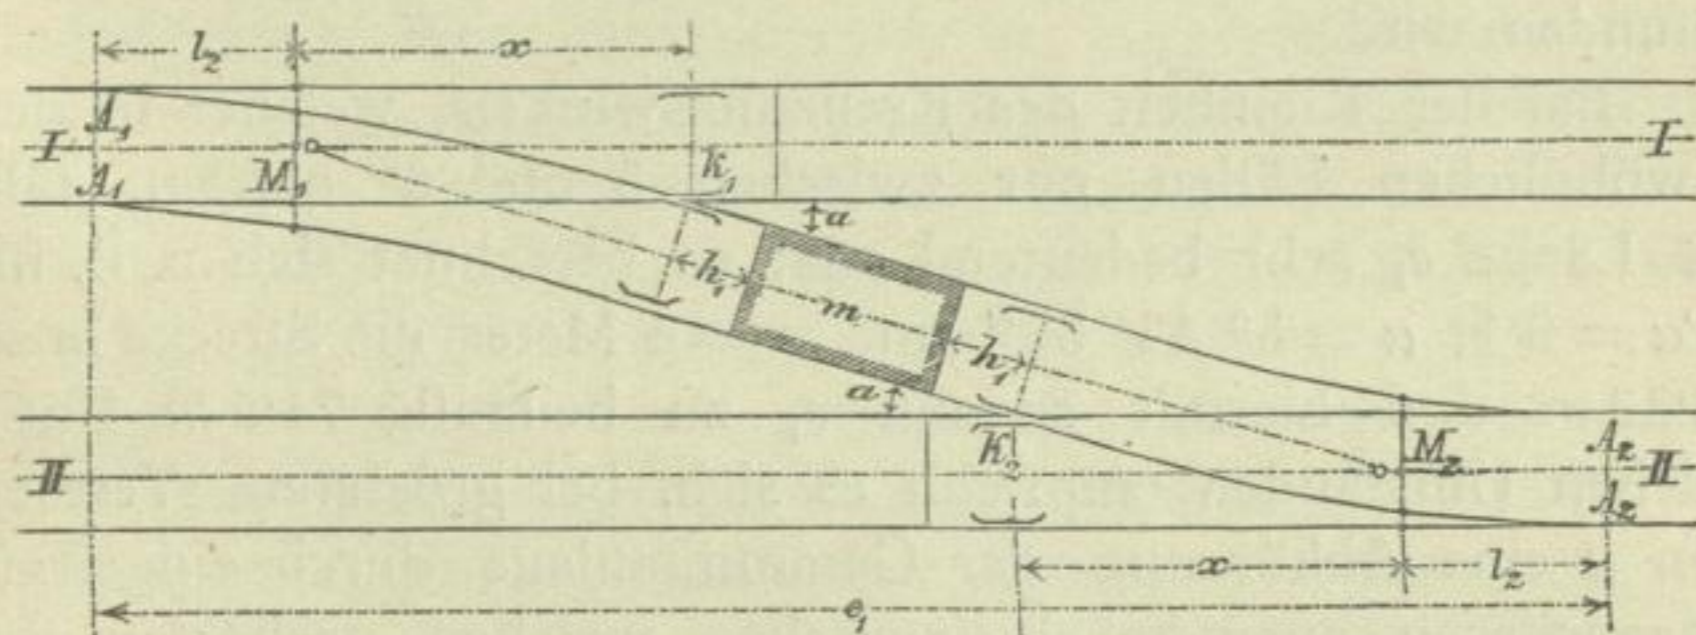 l₂ x
A₁
I I
A₁ M₁ k₁
a
h₁
m
h₁
a
k₂ M₂ A₂
II II
A₂
x l₂
e₁